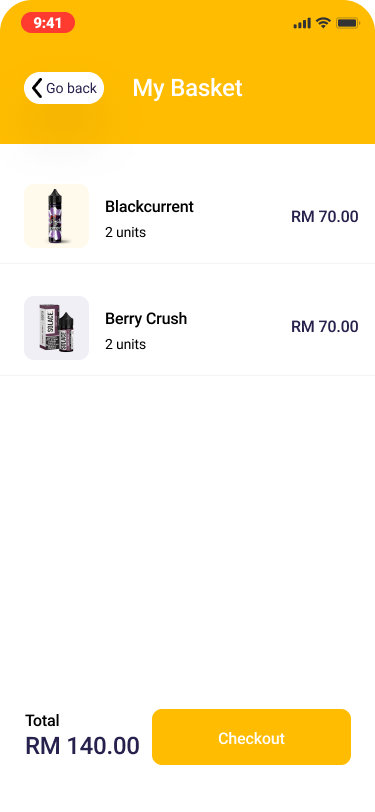 9:41
Go back
My Basket
Blackcurrent
2 units
RM 70.00
SOLACE
Berry Crush
2 units
RM 70.00
Total
RM 140.00
Checkout